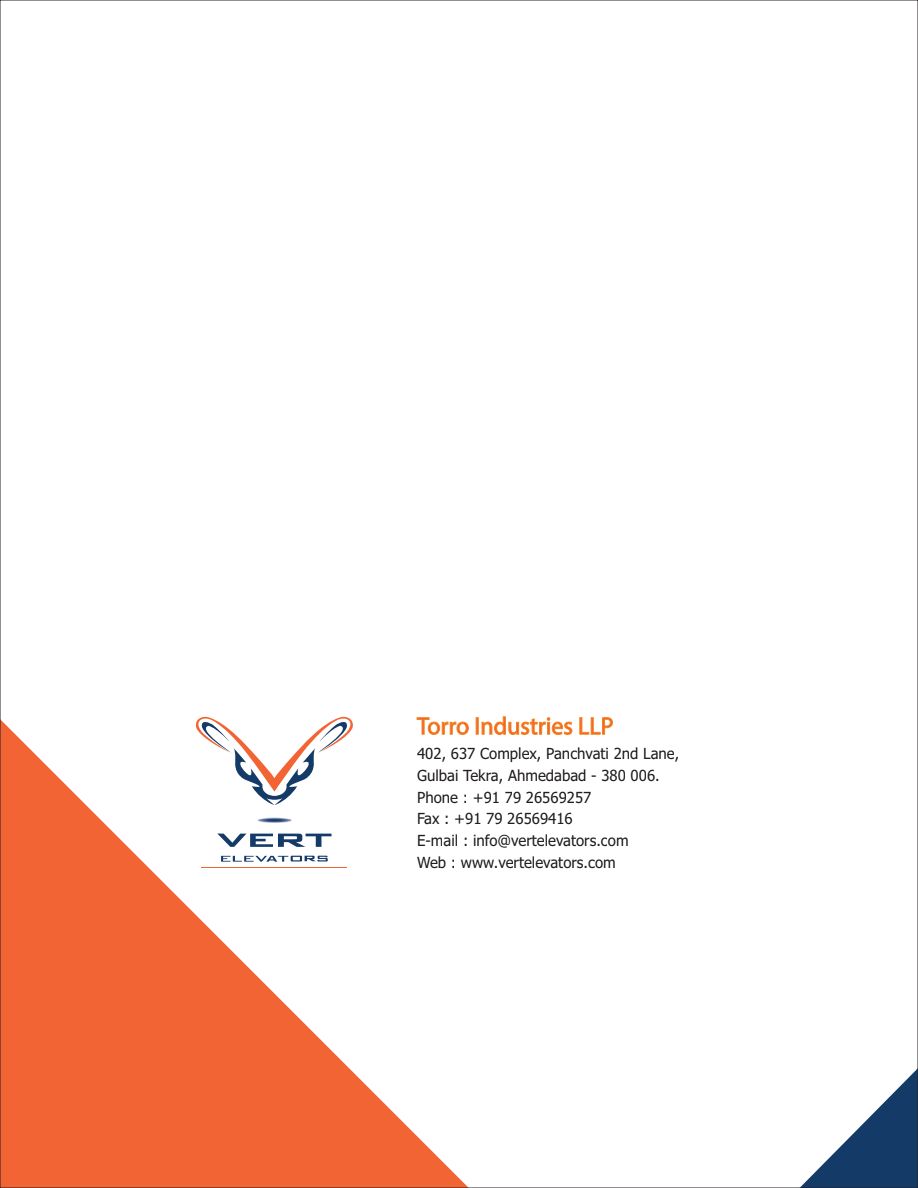 VERT
ELEVATORS
Torro Industries LLP
402, 637 Complex, Panchvati 2nd Lane,
Gulbai Tekra, Ahmedabad - 380 006.
Phone : +91 79 26569257
Fax : +91 79 26569416
E-mail : info@vertelevators.com
Web : www.vertelevators.com